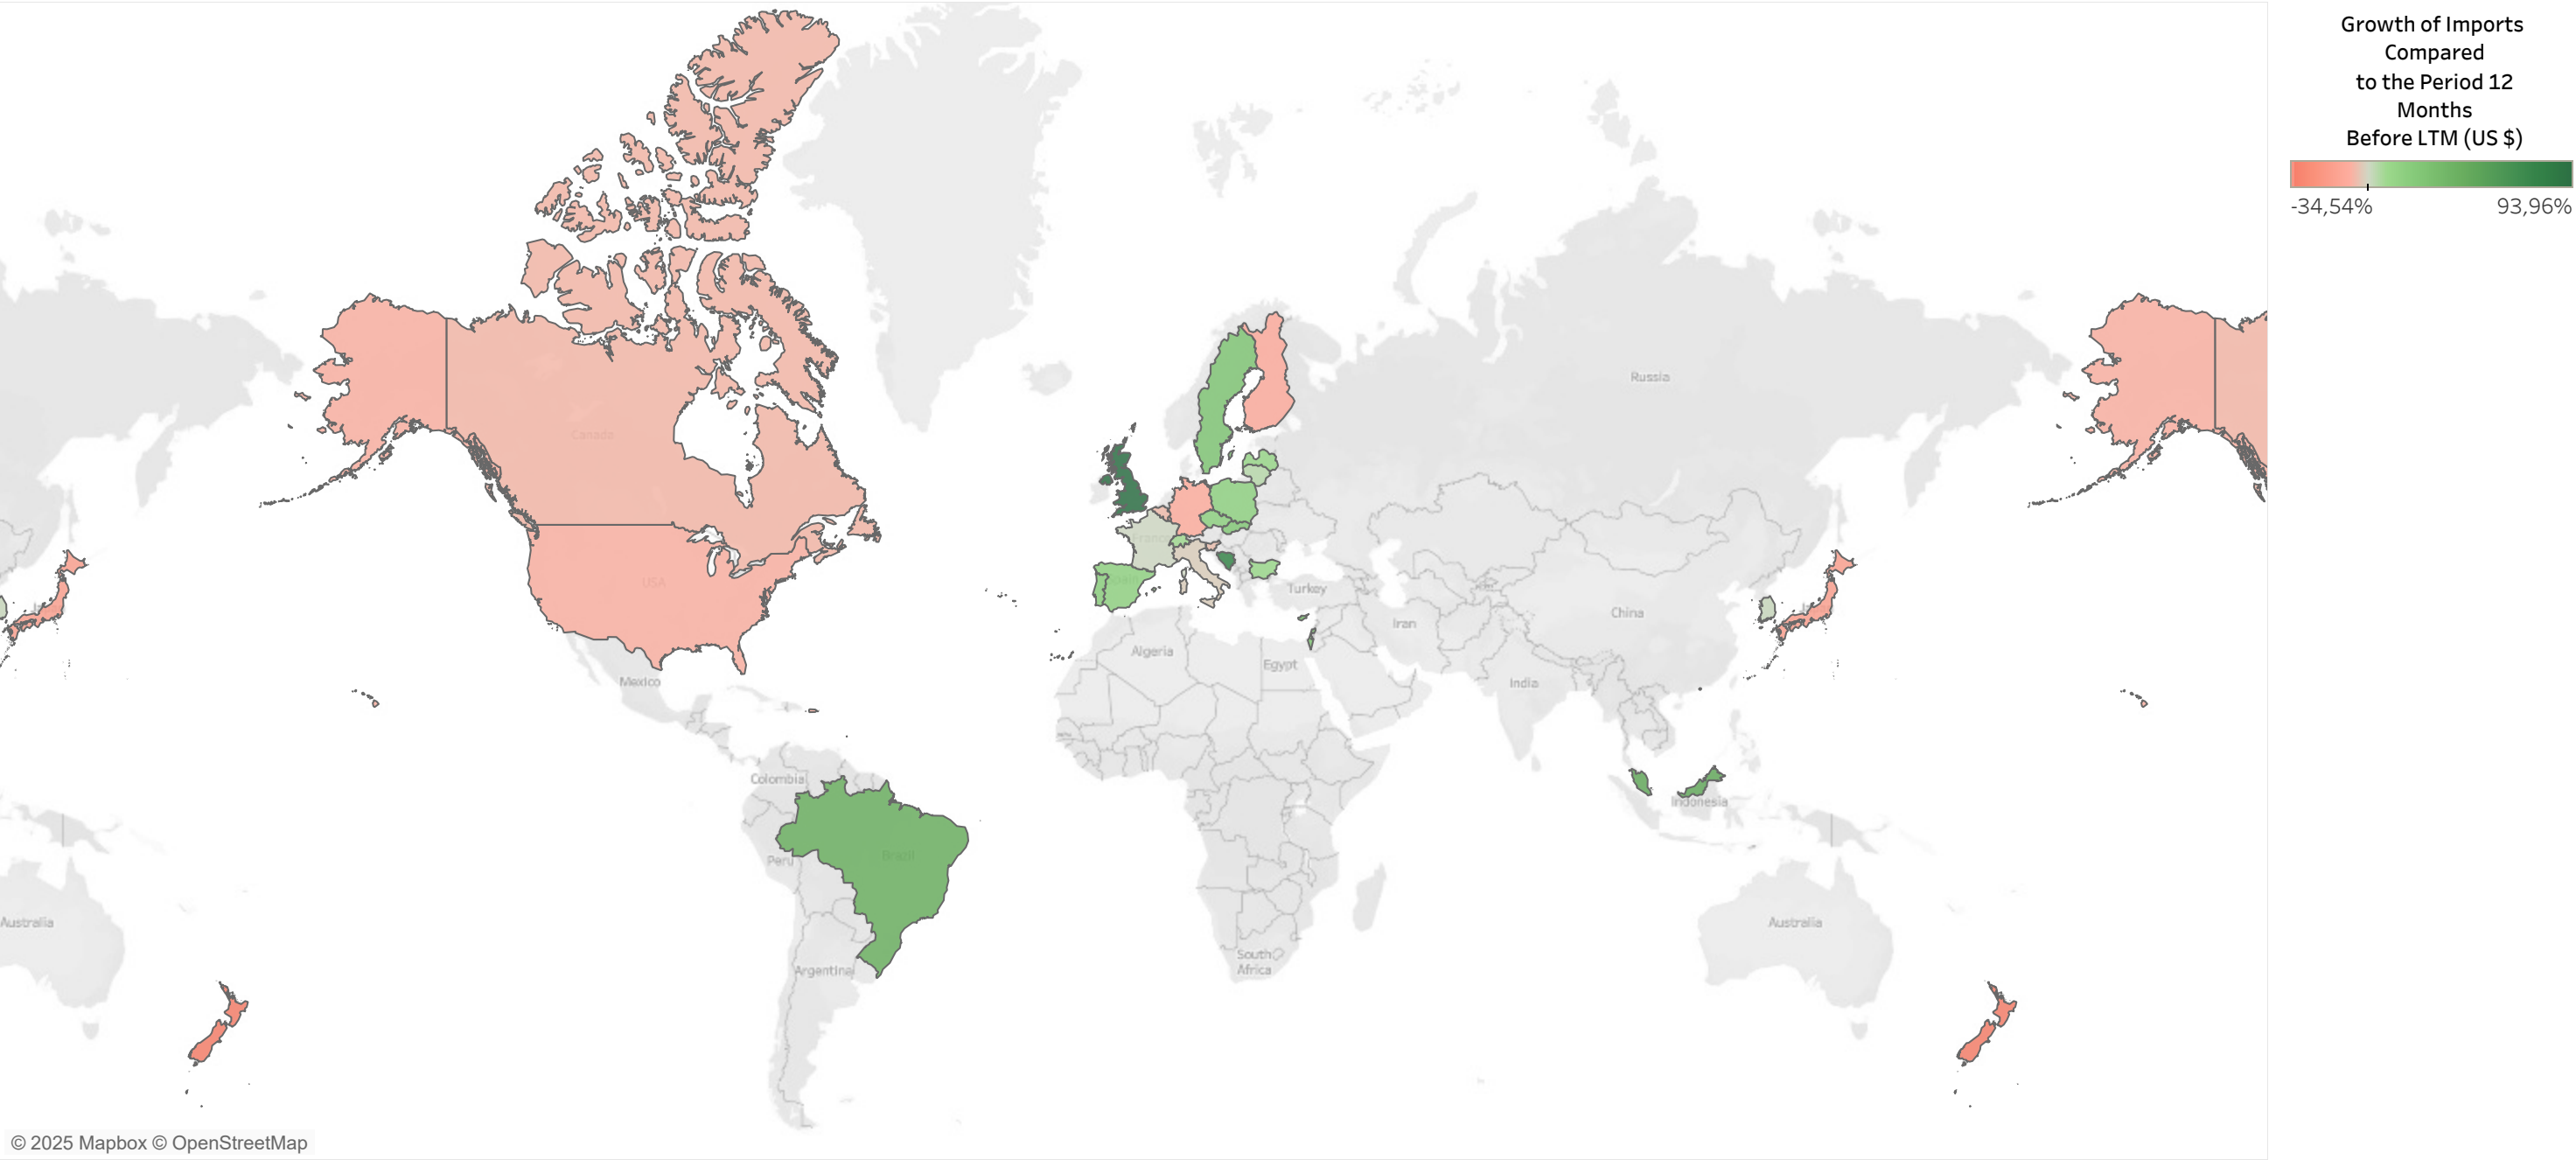 Growth of Imports
Compared
to the Period 12
Months
Before LTM (US $)
-34,54% 93,96%
Russia
Canada
France
USA
Turkey
China
Iran
Algeria
Egypt
Mexico
India
Colombia
Indonesia
Brazil
Peru
Australia
Australia
South
Africa
Argentina
© 2025 Mapbox © OpenStreetMap